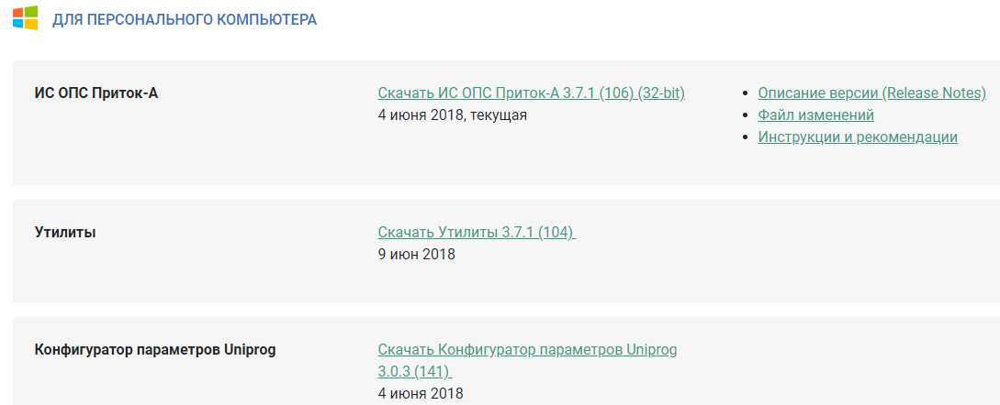 ДЛЯ ПЕРСОНАЛЬНОГО КОМПЬЮТЕРА
ИС ОПС Приток-А
Скачать ИС ОПС Приток-А 3.7.1 (106) (32-bit)
4 июня 2018, текущая
Описание версии (Release Notes)
Файл изменений
Инструкции и рекомендации
Утилиты
Скачать Утилиты 3.7.1 (104)
9 июн 2018
Конфигуратор параметров Uniprog
Скачать Конфигуратор параметров Uniprog
3.0.3 (141)
4 июня 2018